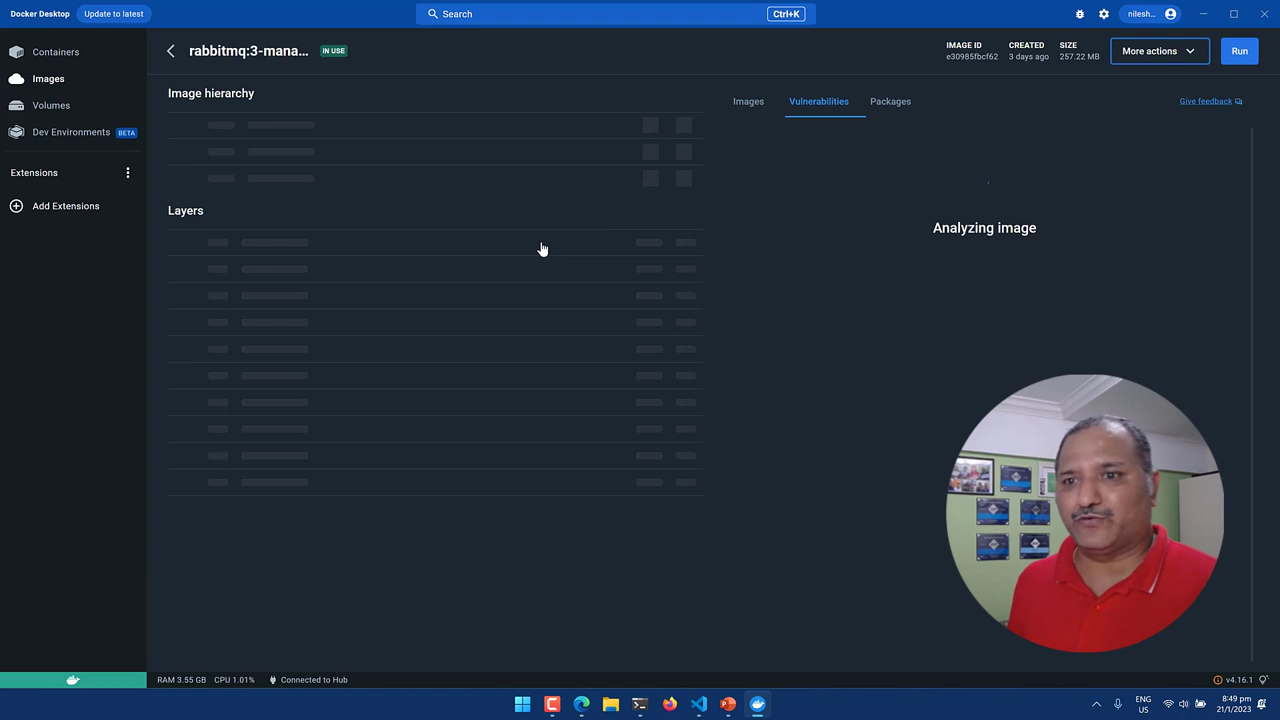 Docker Desktop
Update to latest
Search
Ctrl+K
nilesh...
Containers
Images
Volumes
Dev Environments BETA
Extensions
Add Extensions
rabbitmq:3-mana...
IN USE
IMAGE ID
e30985fbcf62
CREATED
3 days ago
SIZE
257.22 MB
More actions
Run
Image hierarchy
Layers
Images
Vulnerabilities
Packages
Give feedback
Analyzing image
RAM 3.55 GB CPU 1.01% Connected to Hub
v4.16.1
ENG
US
8:49 pm
21/1/2023